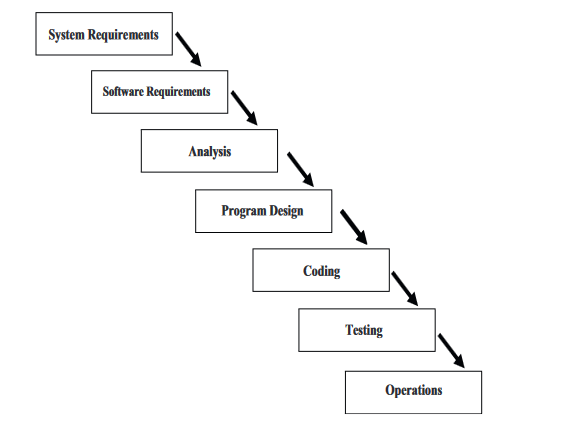 System Requirements
Software Requirements
Analysis
Program Design
Coding
Testing
Operations